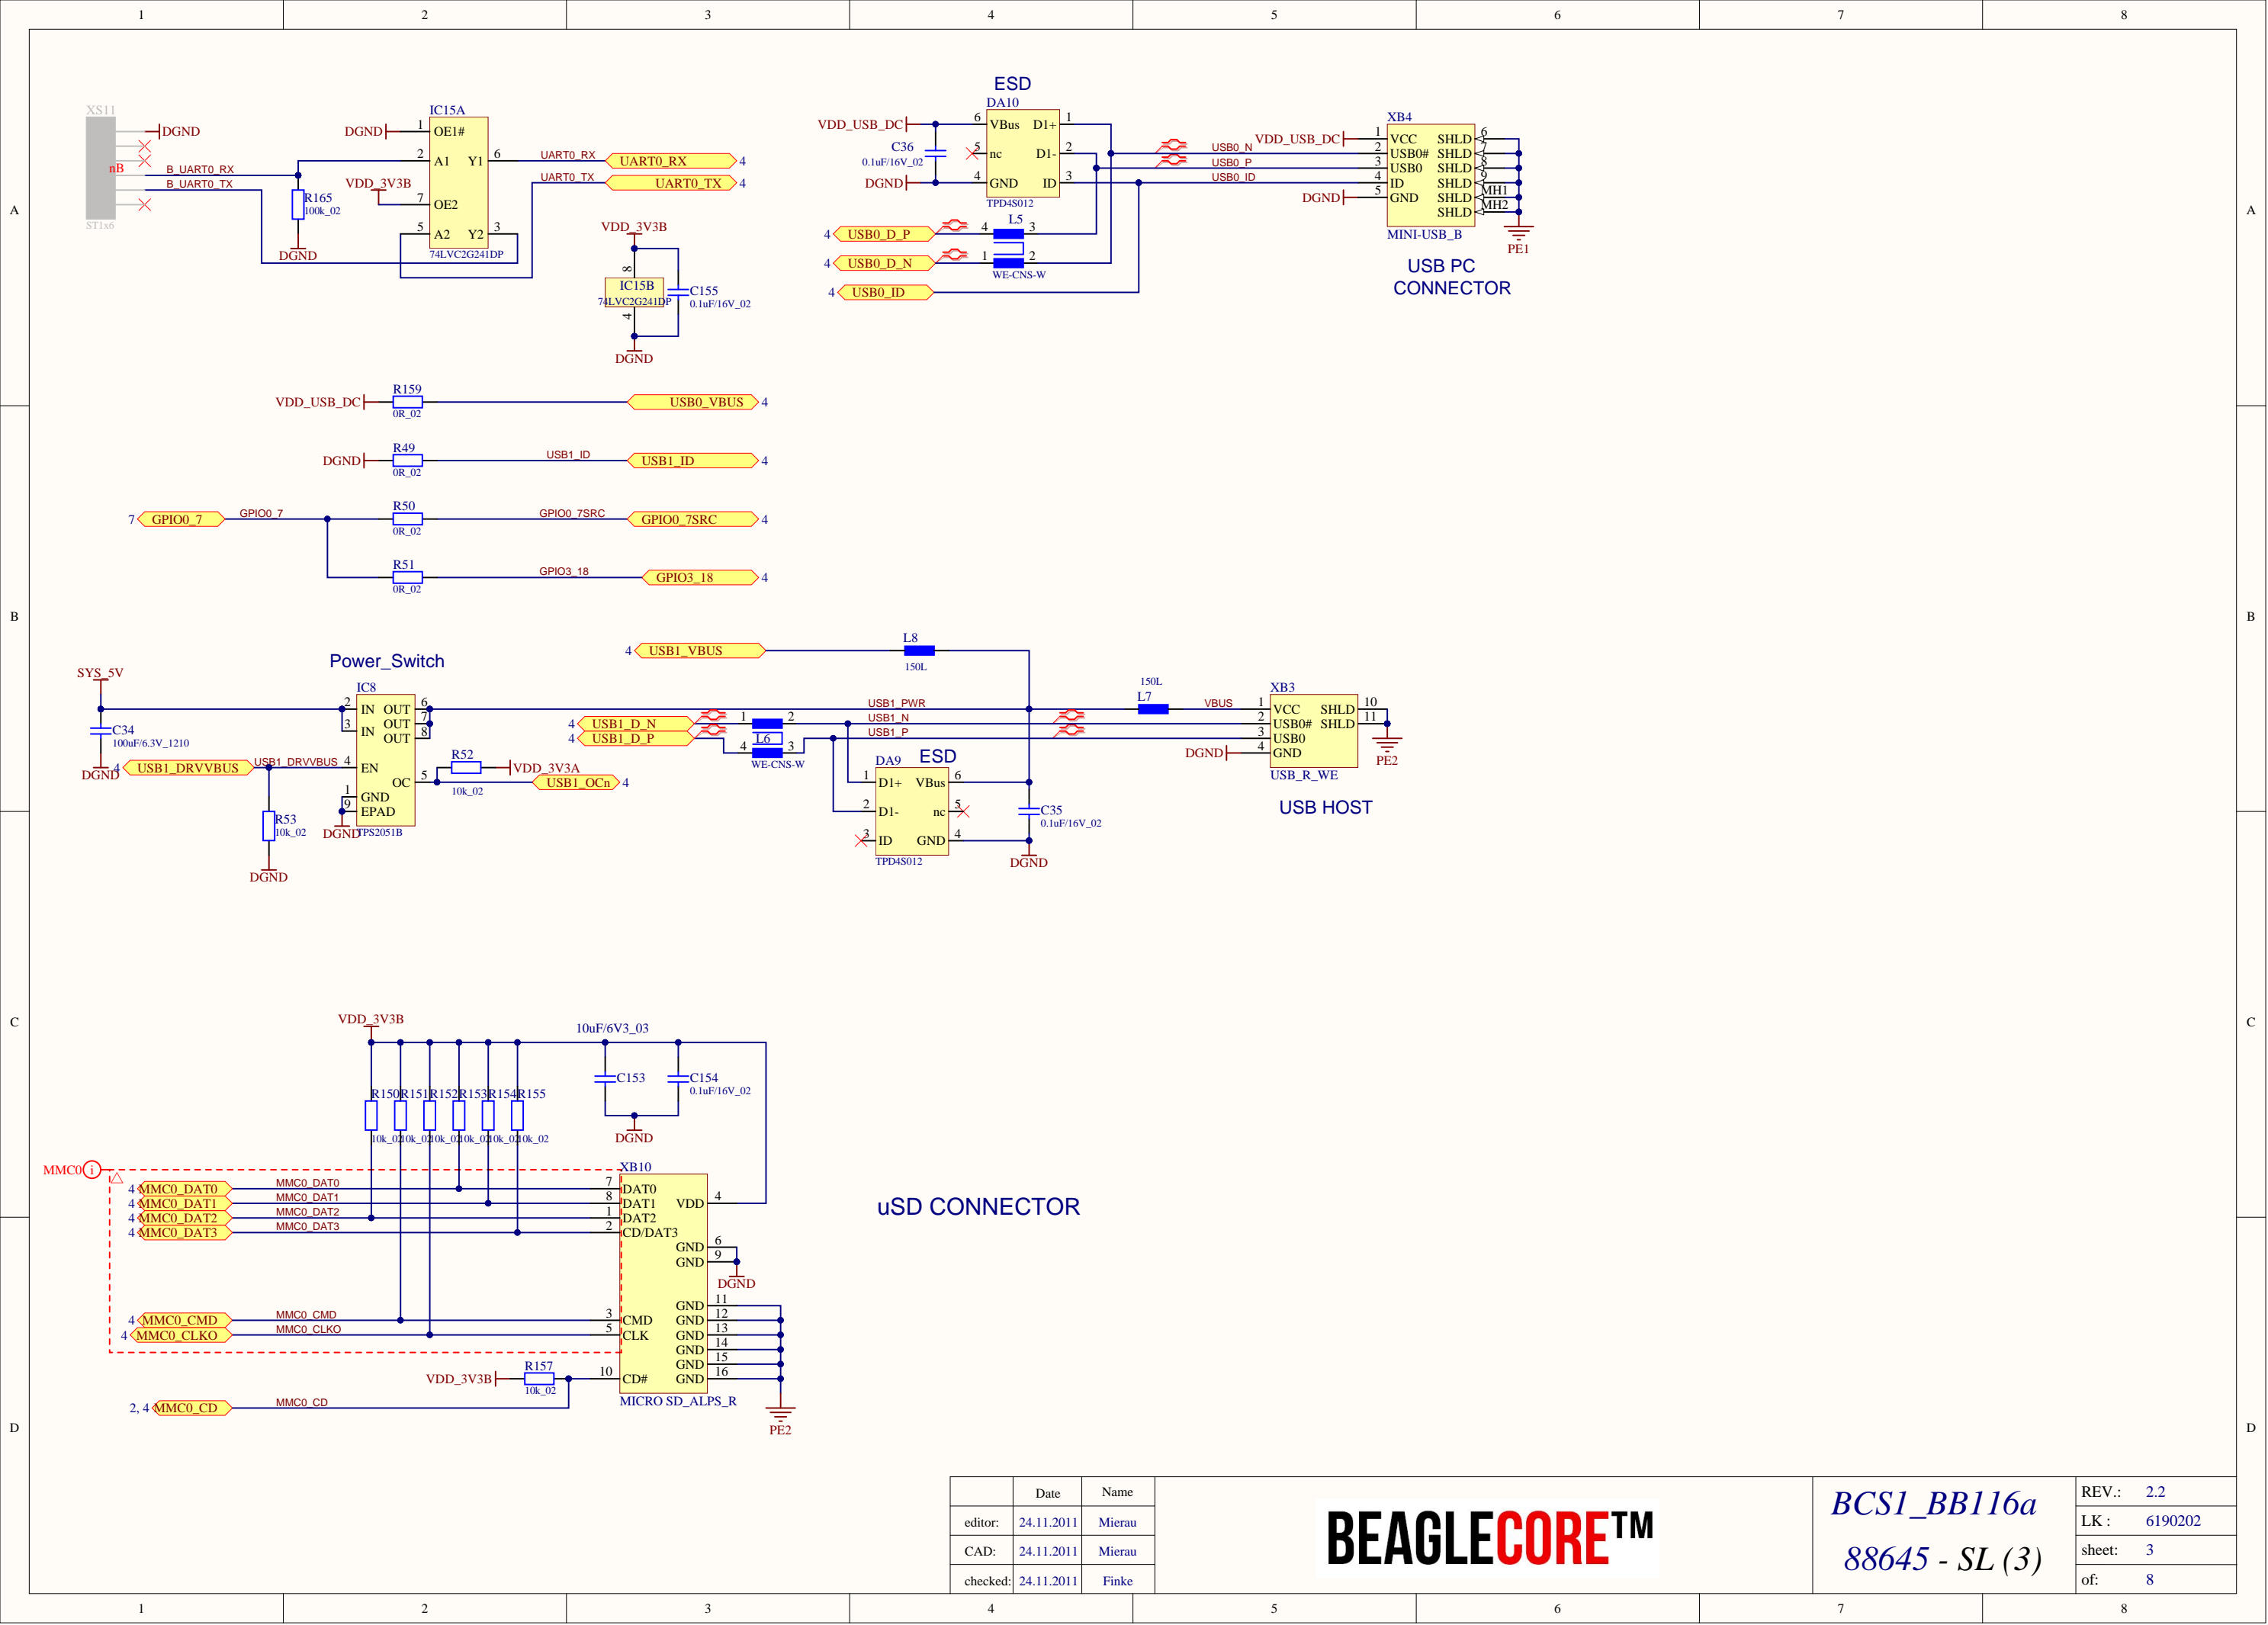 1 2 3 4 5 6 7 8
A
B
C
D
A
B
C
D
XS11
DGND
nB
B_UART0_RX
B_UART0_TX
ST1x6
R165
100k_02
DGND
IC15A
DGND
1 OE1#
2 A1 Y1 6
VDD_3V3B
7 OE2
5 A2 Y2 3
74LVC2G241DP
UART0_RX UART0_RX 4
UART0_TX UART0_TX 4
VDD_3V3B
8
IC15B
74LVC2G241DP
4
C155
0.1uF/16V_02
DGND
ESD
DA10
VDD_USB_DC
C36
0.1uF/16V_02
DGND
6 VBus D1+ 1
5 nc D1- 2
4 GND ID 3
TPD4S012
4 USB0_D_P 4 L5 3
4 USB0_D_N 1 2
WE-CNS-W
4 USB0_ID
USB0_N
USB0_P
USB0_ID
VDD_USB_DC
DGND
XB4
1 VCC SHLD 6
2 USB0# SHLD 7
3 USB0 SHLD 8
4 ID SHLD 9
5 GND SHLD MH1
SHLD MH2
MINI-USB_B
PE1
USB PC
CONNECTOR
VDD_USB_DC R159 USB0_VBUS 4
0R_02
DGND R49 USB1_ID USB1_ID 4
0R_02
7 GPIO0_7 GPIO0_7 R50 GPIO0_7SRC GPIO0_7SRC 4
0R_02
R51 GPIO3_18 GPIO3_18 4
0R_02
4 USB1_VBUS L8
150L
Power_Switch
SYS_5V
C34
100uF/6.3V_1210
DGND
4 USB1_DRVVBUS USB1_DRVVBUS
R53
10k_02
DGND
IC8
2 IN OUT 6
3 IN OUT 7
OUT 8
4 EN
OC 5
1 GND
9 EPAD
DGND
TPS2051B
R52
10k_02
VDD_3V3A
USB1_OCn 4
4 USB1_D_N 1 2
4 USB1_D_P L6
4 3
WE-CNS-W
USB1_PWR
USB1_N
USB1_P
ESD
DA9
1 D1+ VBus 6
2 D1- nc 5
3 ID GND 4
TPD4S012
C35
0.1uF/16V_02
DGND
150L
L7
VBUS
DGND
XB3
1 VCC SHLD 10
2 USB0# SHLD 11
3 USB0
4 GND
USB_R_WE
PE2
USB HOST
VDD_3V3B
R150 R151 R152 R153 R154 R155
10k_02 10k_02 10k_02 10k_02 10k_02 10k_02
10uF/6V3_03
C153
C154
0.1uF/16V_02
DGND
MMC0 i
4 MMC0_DAT0 MMC0_DAT0
4 MMC0_DAT1 MMC0_DAT1
4 MMC0_DAT2 MMC0_DAT2
4 MMC0_DAT3 MMC0_DAT3
4 MMC0_CMD MMC0_CMD
4 MMC0_CLKO MMC0_CLKO
VDD_3V3B R157
10k_02
2, 4 MMC0_CD MMC0_CD
XB10
7 DAT0
8 DAT1 VDD 4
1 DAT2
2 CD/DAT3
GND 6
GND 9
DGND
GND 11
3 CMD GND 12
5 CLK GND 13
GND 14
GND 15
10 CD# GND 16
MICRO SD_ALPS_R
PE2
uSD CONNECTOR
Date Name
editor: 24.11.2011 Mierau
CAD: 24.11.2011 Mierau
checked: 24.11.2011 Finke
BEAGLECORE™
BCS1_BB116a
88645 - SL (3)
REV.: 2.2
LK : 6190202
sheet: 3
of: 8
1 2 3 4 5 6 7 8